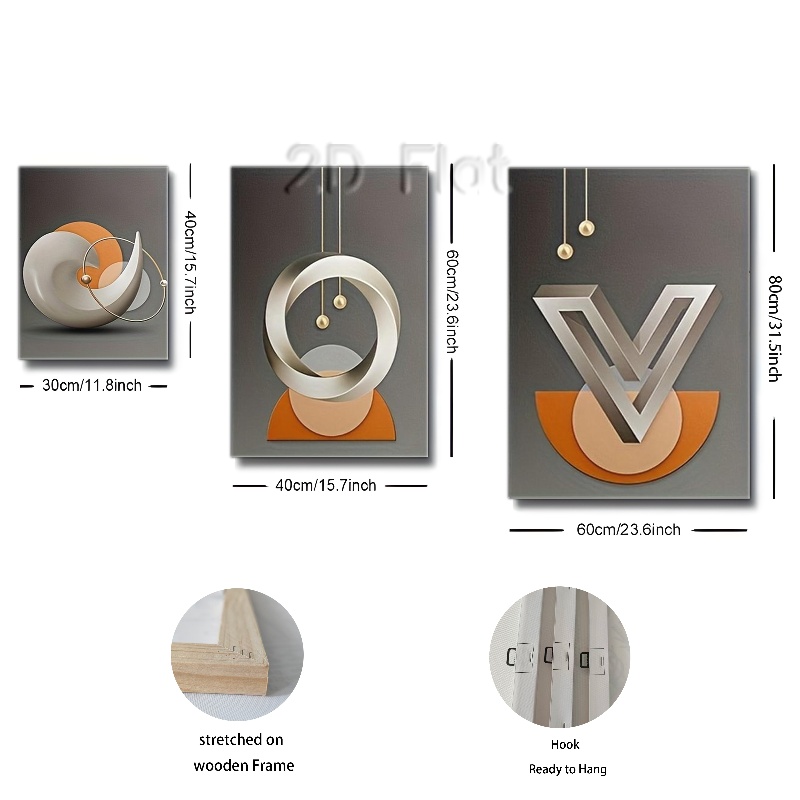 2D Flat
40cm/15.7inch
30cm/11.8inch
60cm/23.6inch
40cm/15.7inch
80cm/31.5inch
60cm/23.6inch
stretched on
wooden Frame
Hook
Ready to Hang